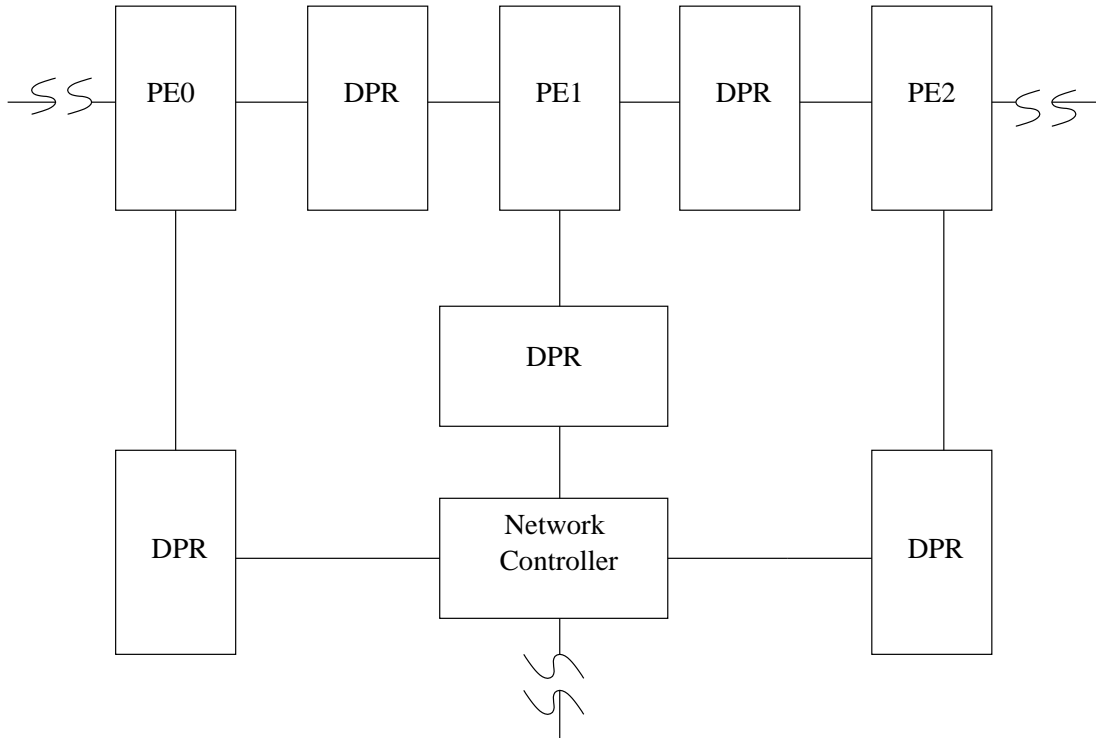 PE0
DPR
PE1
DPR
PE2
DPR
DPR
Network
Controller
DPR